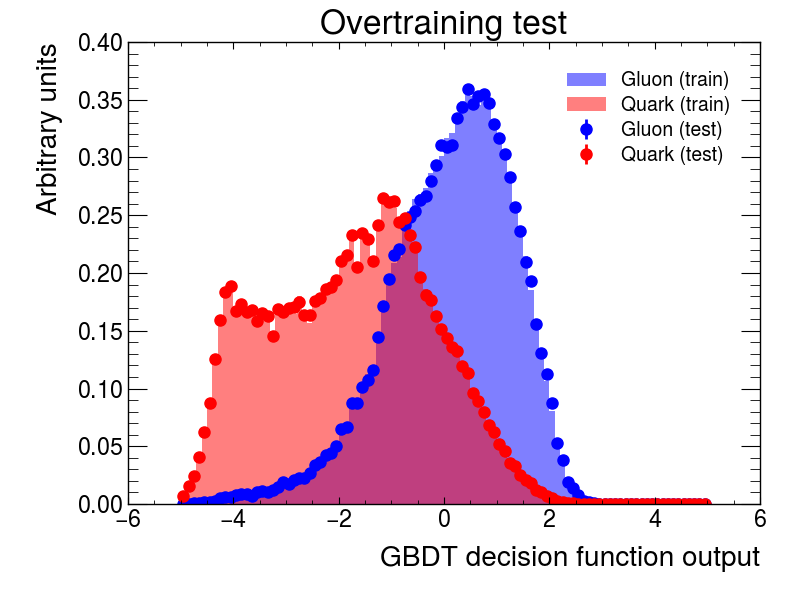 Overtraining test
Arbitrary units
0.40
0.35
0.30
0.25
0.20
0.15
0.10
0.05
0.00
Gluon (train)
Quark (train)
Gluon (test)
Quark (test)
−6 −4 −2 0 2 4 6
GBDT decision function output